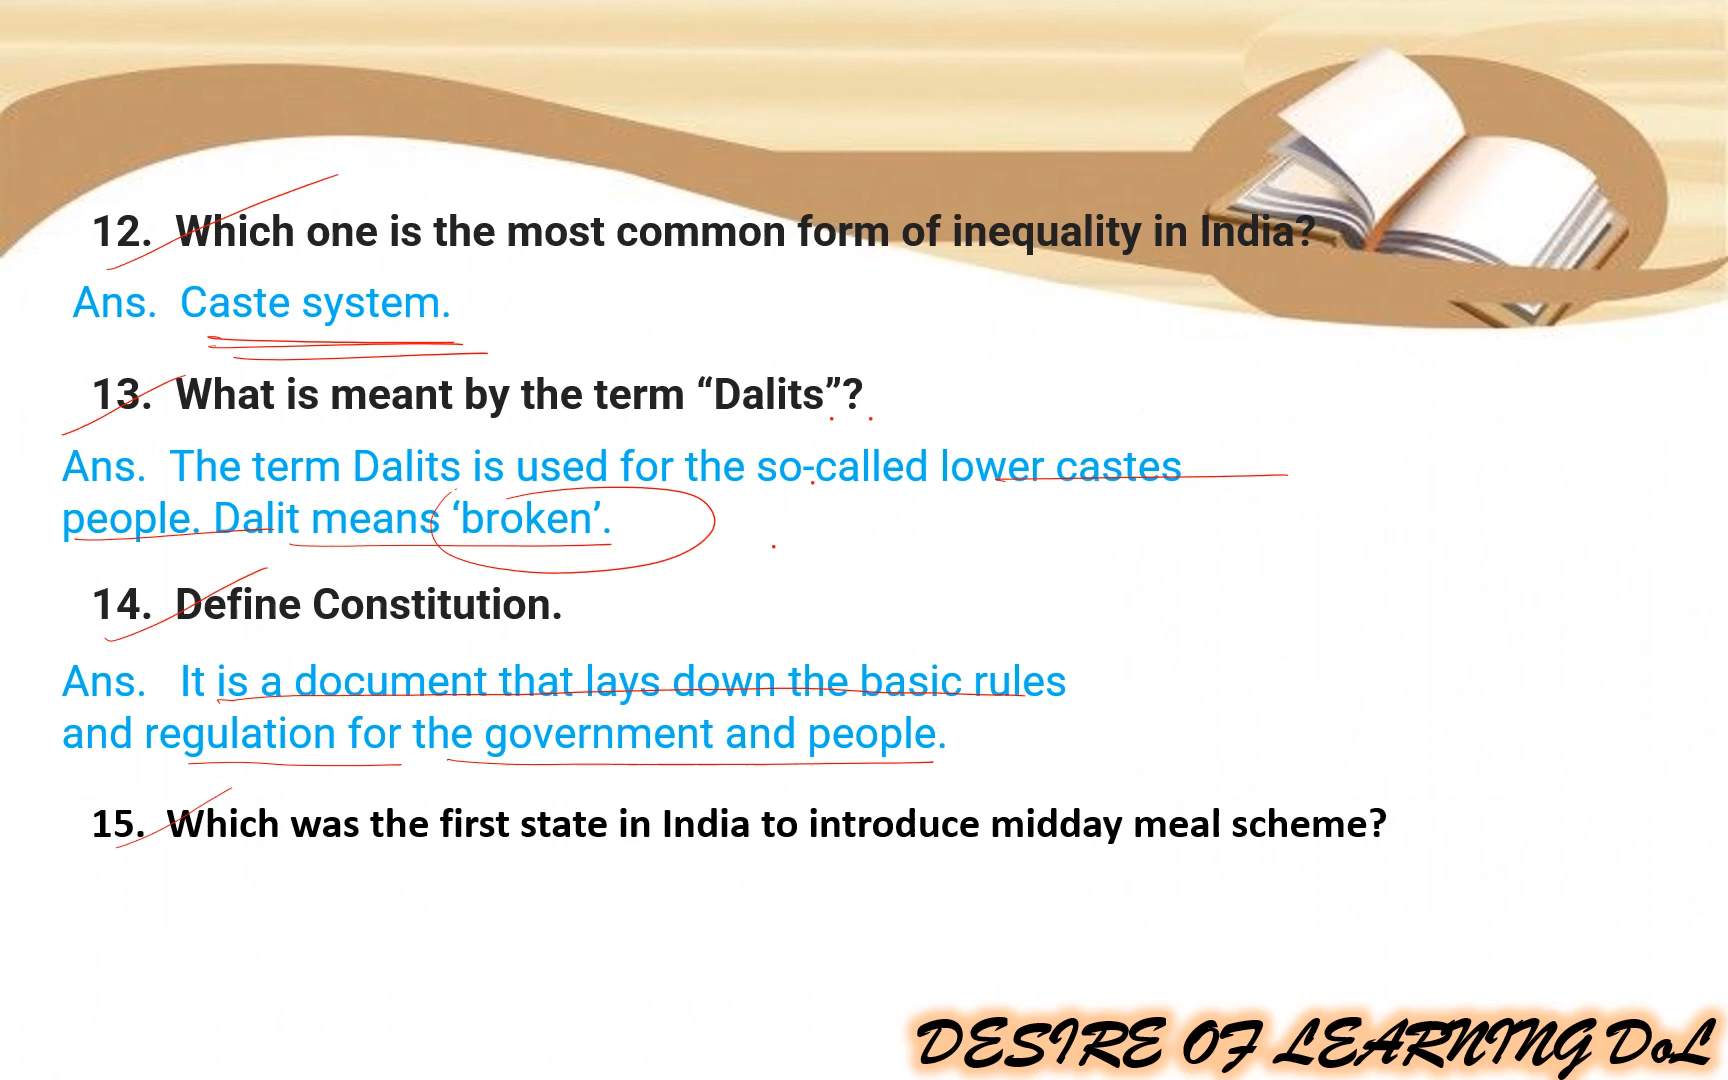 12. Which one is the most common form of inequality in India?
Ans. Caste system.
13. What is meant by the term “Dalits”?
Ans. The term Dalits is used for the so-called lower castes
people. Dalit means ‘broken’.
14. Define Constitution.
Ans. It is a document that lays down the basic rules
and regulation for the government and people.
15. Which was the first state in India to introduce midday meal scheme?
DESIRE OF LEARNING DoL